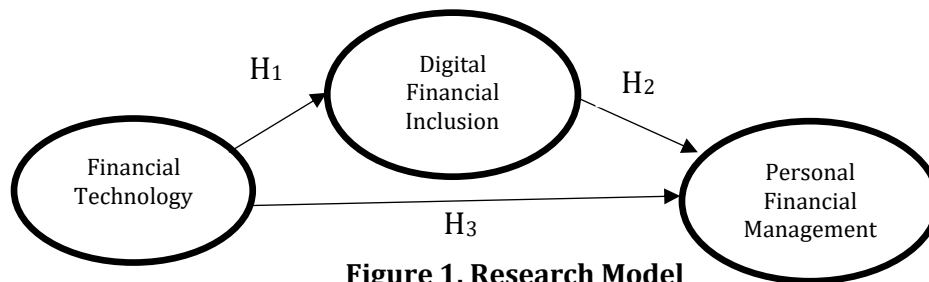 H1
Digital
Financial
Inclusion
H2
Financial
Technology
Personal
Financial
Management
H3
Figure 1. Research Model